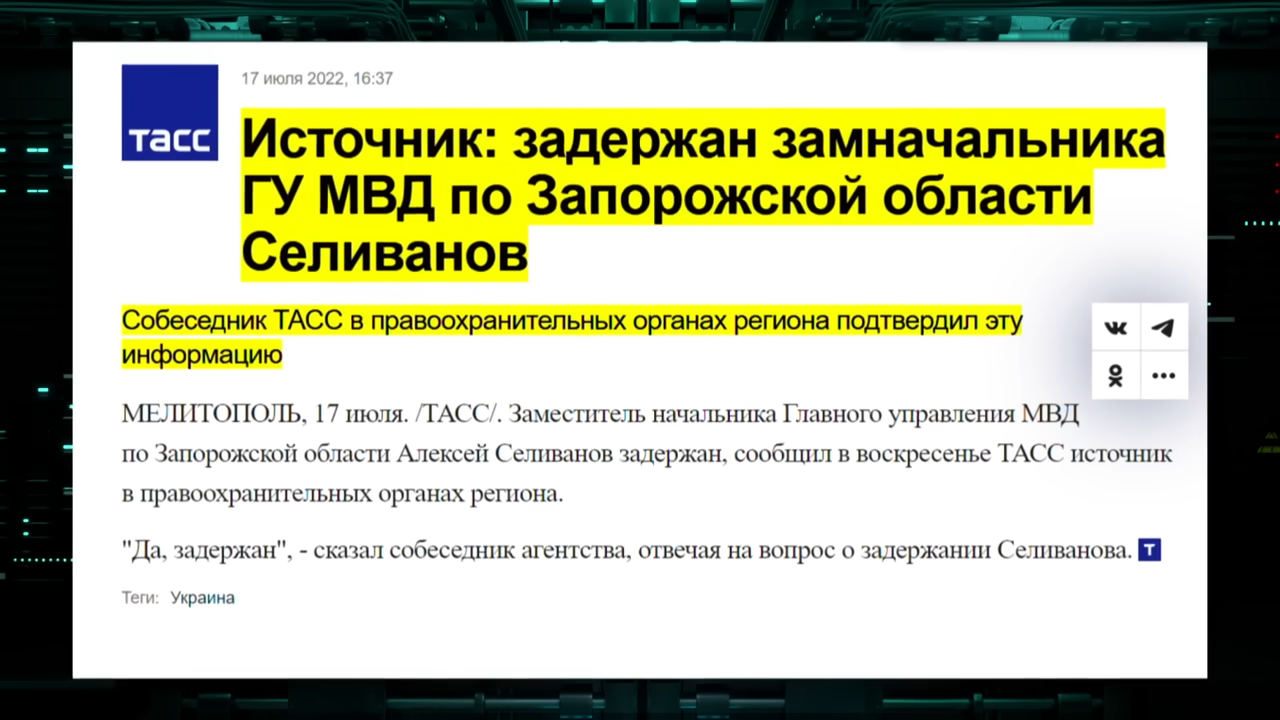 тасс
17 июля 2022, 16:37
Источник: задержан замначальника
ГУ МВД по Запорожской области
Селиванов
Собеседник ТАСС в правоохранительных органах региона подтвердил эту
информацию
МЕЛИТОПОЛЬ, 17 июля. /ТАСС/. Заместитель начальника Главного управления МВД
по Запорожской области Алексей Селиванов задержан, сообщил в воскресенье ТАСС источник
в правоохранительных органах региона.
"Да, задержан", - сказал собеседник агентства, отвечая на вопрос о задержании Селиванова. Т
Теги: Украина